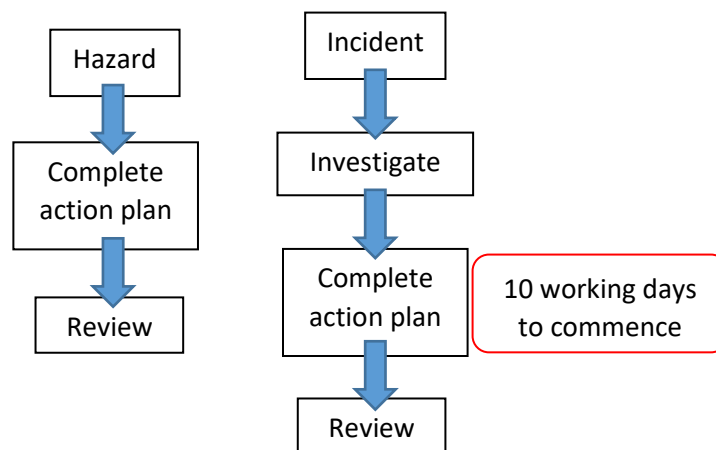 Hazard
Complete
action plan
Review
Incident
Investigate
Complete
action plan
10 working days
to commence
Review